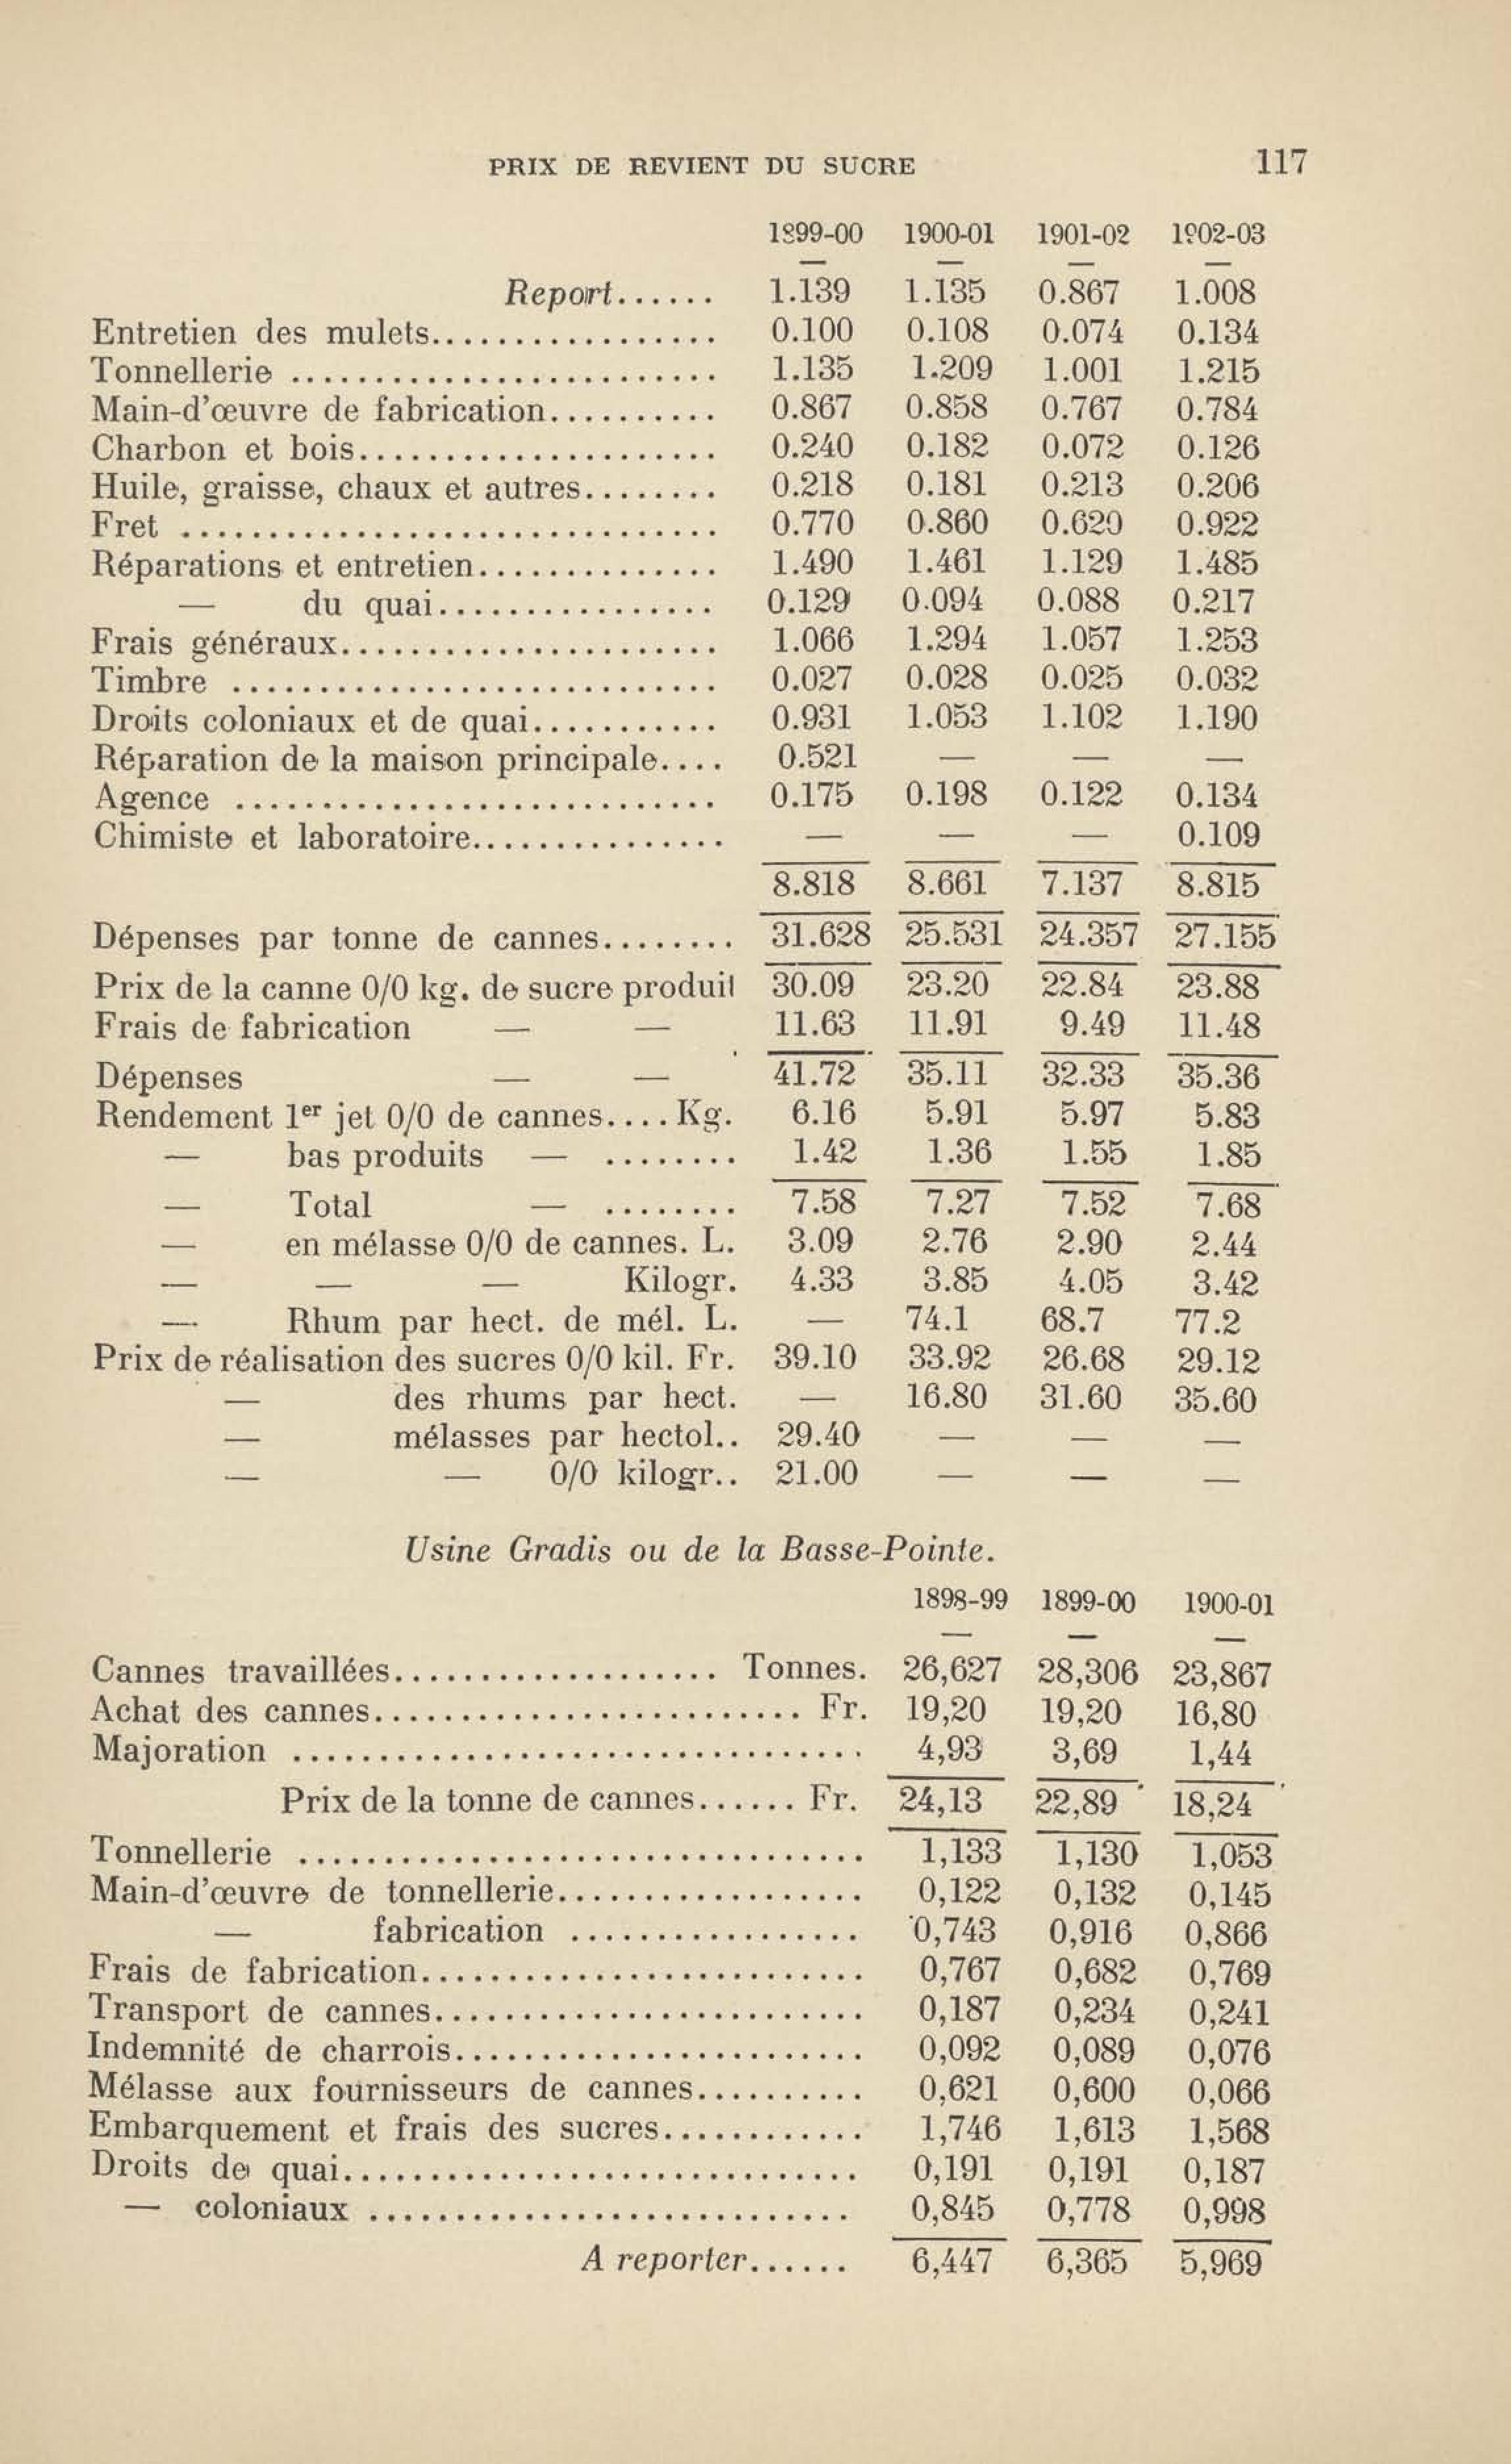 PRIX DE REVIENT DU SUCRE 117
1899-00 1900-01 1901-02 1902-03
Report...... 1.139 1.135 0.867 1.008
Entretien des mulets................. 0.100 0.108 0.074 0.134
Tonnellerie ......................... 1.135 1.209 1.001 1.215
Main-d'œuvre de fabrication.......... 0.867 0.858 0.767 0.784
Charbon et bois..................... 0.240 0.182 0.072 0.126
Huile, graisse, chaux et autres........ 0.218 0.181 0.213 0.206
Fret ............................... 0.770 0.860 0.620 0.922
Réparations et entretien.............. 1.490 1.461 1.129 1.485
— du quai................ 0.129 0.094 0.088 0.217
Frais généraux...................... 1.066 1.294 1.057 1.253
Timbre ............................ 0.027 0.028 0.025 0.032
Droits coloniaux et de quai........... 0.931 1.053 1.102 1.190
Réparation de la maison principale.... 0.521 — — —
Agence ............................ 0.175 0.198 0.122 0.134
Chimiste et laboratoire............... — — — 0.109
8.818 8.661 7.137 8.815
Dépenses par tonne de cannes........ 31.628 25.531 24.357 27.155
Prix de la canne 0/0 kg. de sucre produit 30.09 23.20 22.84 23.88
Frais de fabrication — — 11.63 11.91 9.49 11.48
Dépenses — — 41.72 35.11 32.33 35.36
Rendement 1er jet 0/0 de cannes.... Kg. 6.16 5.91 5.97 5.83
— bas produits — ........ 1.42 1.36 1.55 1.85
— Total — ........ 7.58 7.27 7.52 7.68
— en mélasse 0/0 de cannes. L. 3.09 2.76 2.90 2.44
— — — Kilogr. 4.33 3.85 4.05 3.42
— Rhum par hect. de mél. L. — 74.1 68.7 77.2
Prix de réalisation des sucres 0/0 kil. Fr. 39.10 33.92 26.68 29.12
— des rhums par hect. — 16.80 31.60 35.60
— mélasses par hectol.. 29.40 — — —
— — 0/0 kilogr.. 21.00 — — —
Usine Gradis ou de la Basse-Pointe.
1898-99 1899-00 1900-01
Cannes travaillées................... Tonnes. 26,627 28,306 23,867
Achat des cannes......................... Fr. 19,20 19,20 16,80
Majoration ................................. 4,93 3,69 1,44
Prix de la tonne de cannes...... Fr. 24,13 22,89 18,24
Tonnellerie ................................. 1,133 1,130 1,053
Main-d'œuvre de tonnellerie.................. 0,122 0,132 0,145
— fabrication ................. 0,743 0,916 0,866
Frais de fabrication.......................... 0,767 0,682 0,769
Transport de cannes......................... 0,187 0,234 0,241
Indemnité de charrois........................ 0,092 0,089 0,076
Mélasse aux fournisseurs de cannes.......... 0,621 0,600 0,066
Embarquement et frais des sucres............ 1,746 1,613 1,568
Droits de quai.............................. 0,191 0,191 0,187
— coloniaux ............................ 0,845 0,778 0,998
A reporter...... 6,447 6,365 5,969